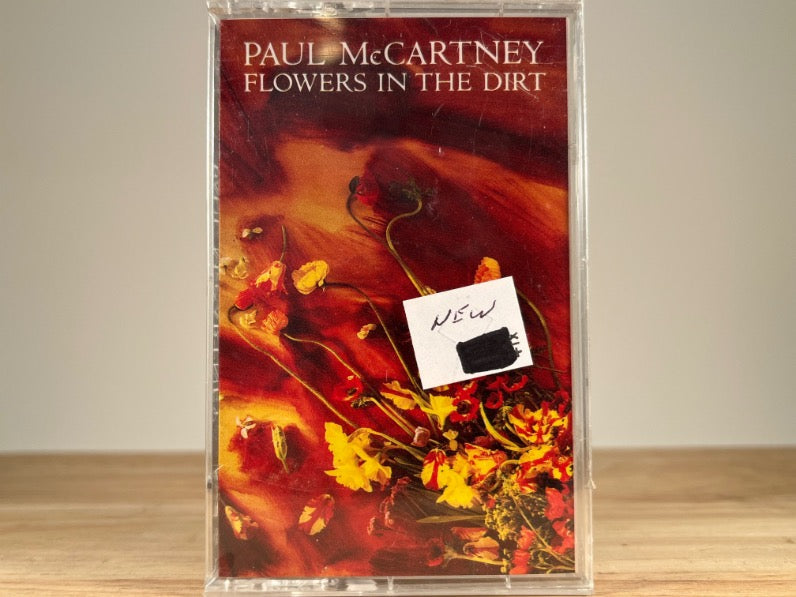 PAUL McCARTNEY
FLOWERS IN THE DIRT
NEW